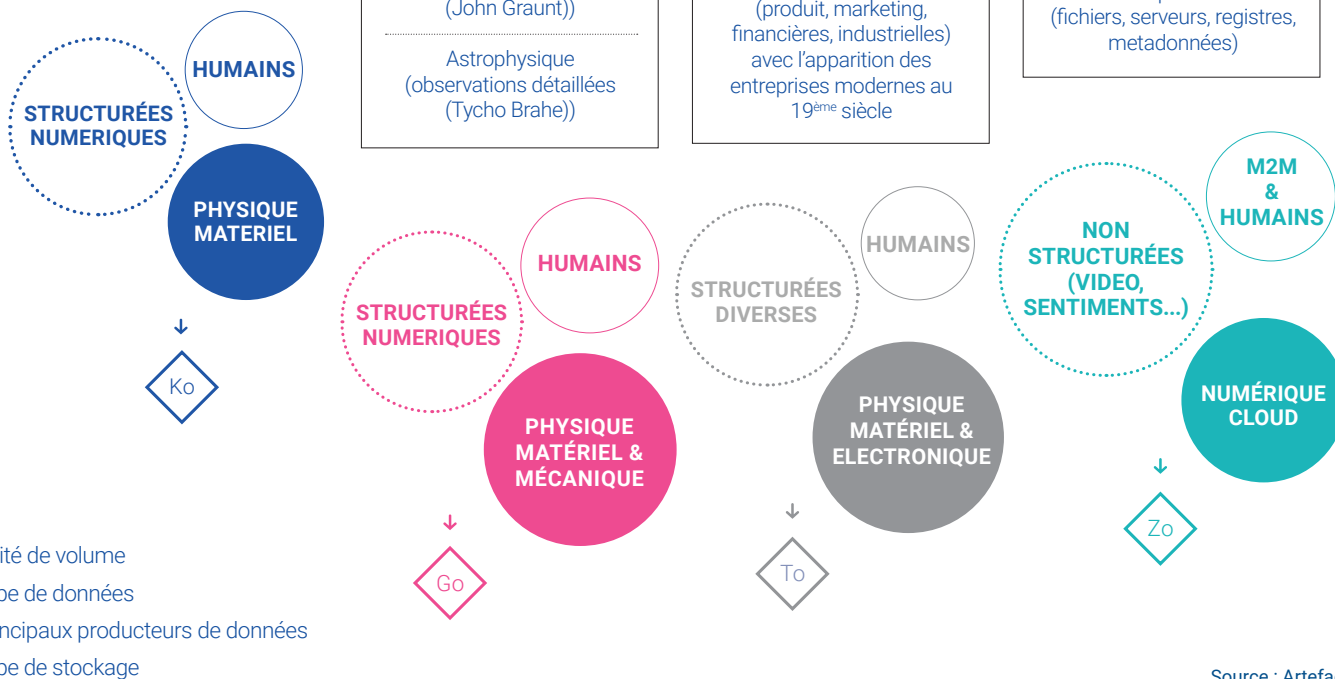 (John Graunt))
Astrophysique
(observations détaillées
(Tycho Brahe))
(produit, marketing,
financières, industrielles)
avec l'apparition des
entreprises modernes au
19ème siècle
(fichiers, serveurs, registres,
metadonnées)
STRUCTURÉES
NUMERIQUES
HUMAINS
PHYSIQUE
MATERIEL
Ko
STRUCTURÉES
NUMERIQUES
HUMAINS
PHYSIQUE
MATÉRIEL &
MÉCANIQUE
Go
STRUCTURÉES
DIVERSES
HUMAINS
PHYSIQUE
MATÉRIEL &
ELECTRONIQUE
To
NON
STRUCTURÉES
(VIDEO,
SENTIMENTS...)
M2M
&
HUMAINS
NUMÉRIQUE
CLOUD
Zo
ité de volume
pe de données
ncipaux producteurs de données
pe de stockage
Source : Artefa